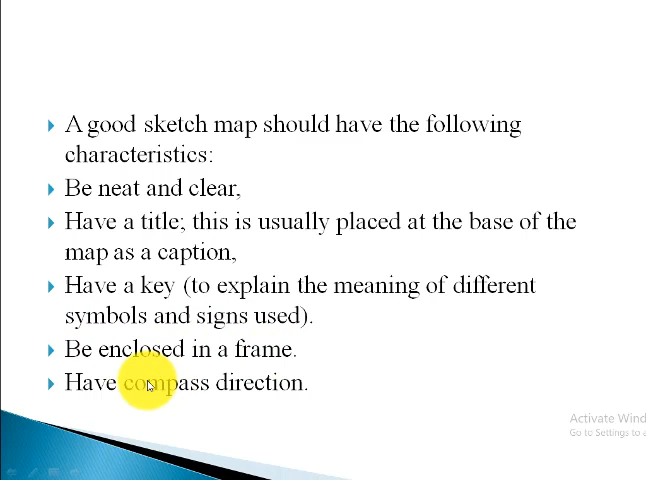 A good sketch map should have the following
characteristics:
Be neat and clear,
Have a title; this is usually placed at the base of the
map as a caption,
Have a key (to explain the meaning of different
symbols and signs used).
Be enclosed in a frame.
Have compass direction.
Activate Wind
Go to Settings to a